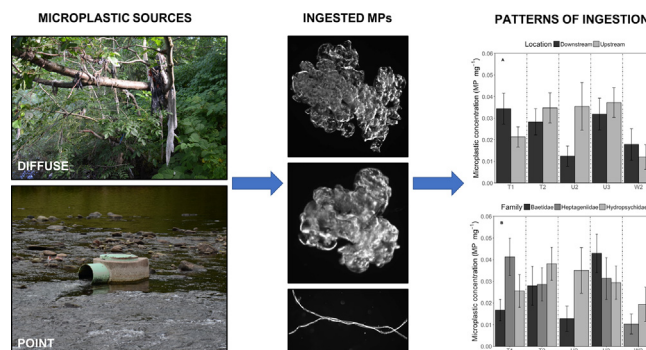 MICROPLASTIC SOURCES
INGESTED MPs
PATTERNS OF INGESTION
DIFFUSE
POINT
Location Downstream Upstream
Microplastic concentration (MP mg⁻¹)
0.06
0.05
0.04
0.03
0.02
0.01
0.00
T1 T2 U2 U3 W2
Family Baetidae Heptageniidae Hydropsychidae
Microplastic concentration (MP mg⁻¹)
0.06
0.05
0.04
0.03
0.02
0.01
0.00
T1 T2 U2 U3 W2